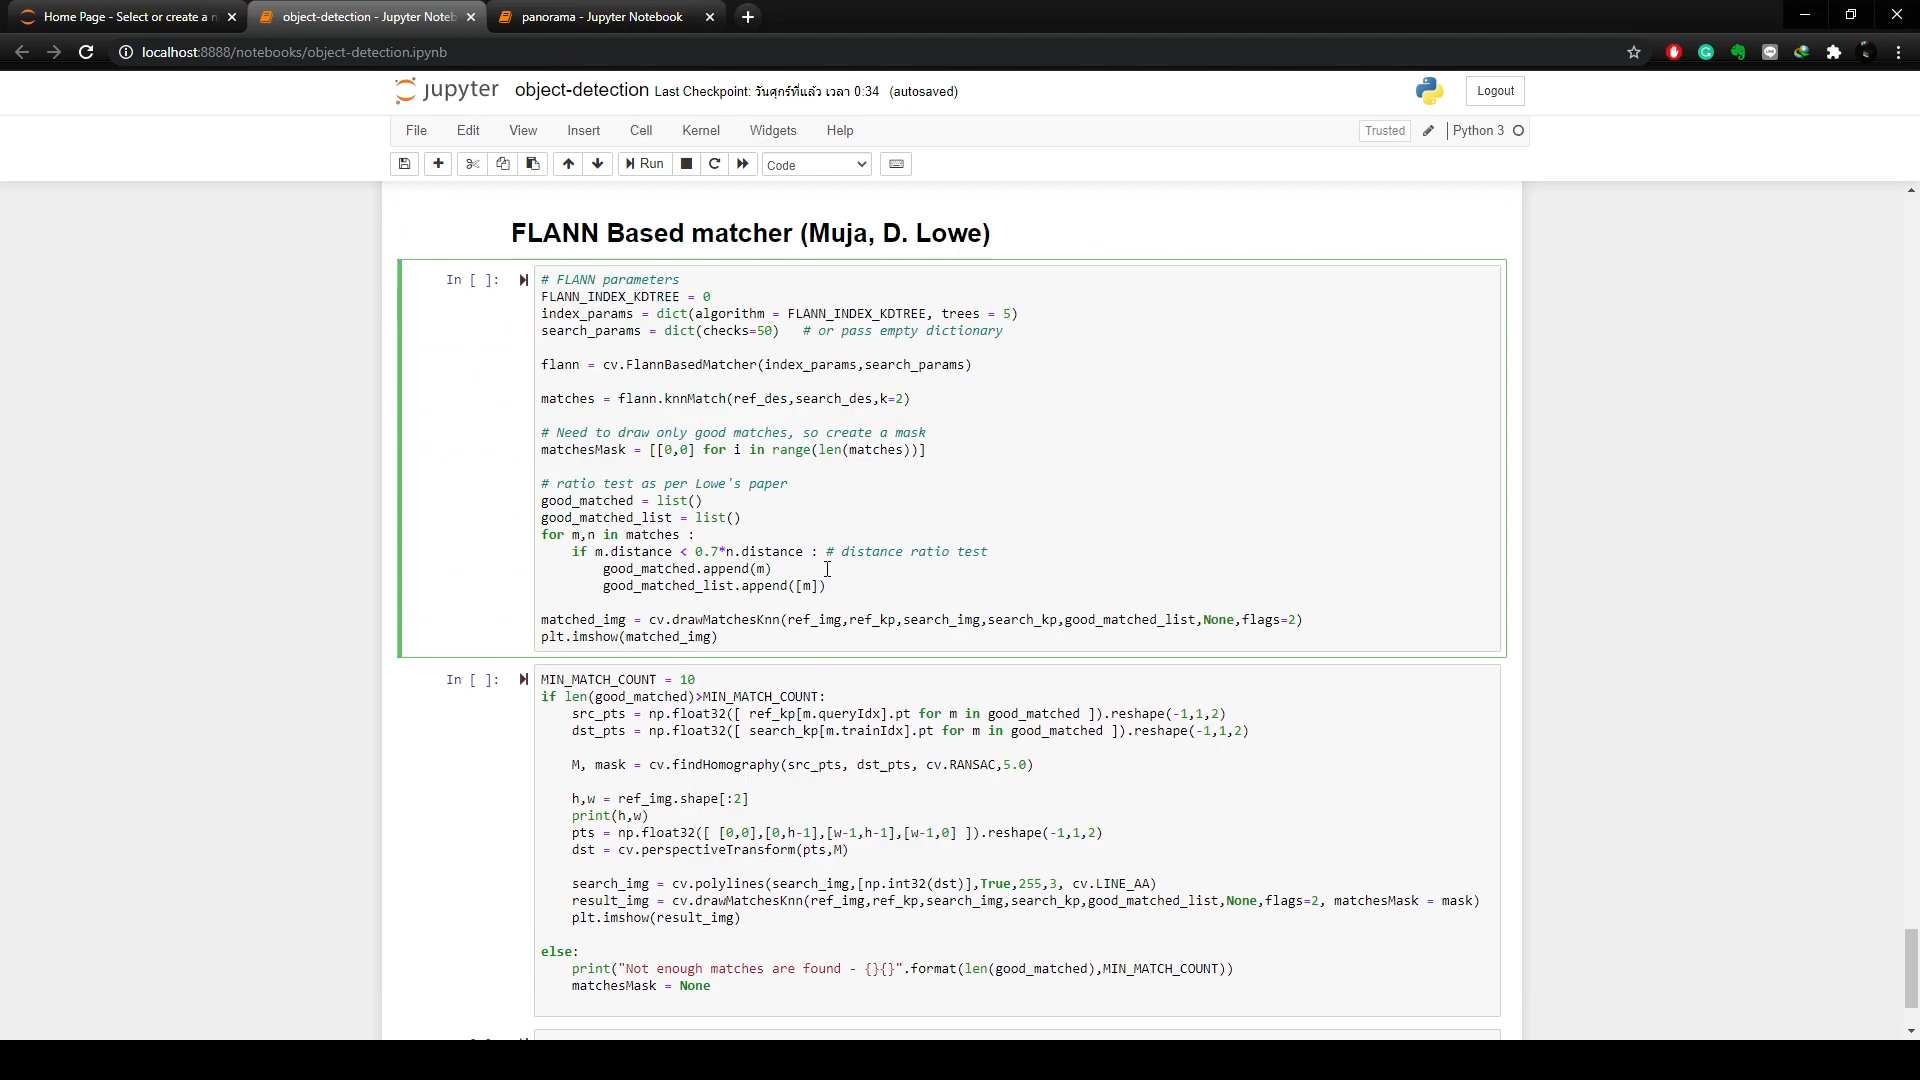 Home Page - Select or create a n
object-detection - Jupyter Noteb
panorama - Jupyter Notebook
localhost:8888/notebooks/object-detection.ipynb
jupyter
object-detection Last Checkpoint: วันศุกร์ที่แล้ว เวลา 0:34 (autosaved)
Logout
File Edit View Insert Cell Kernel Widgets Help
Trusted
Python 3
Run
Code
FLANN Based matcher (Muja, D. Lowe)
In [ ]:
# FLANN parameters
FLANN_INDEX_KDTREE = 0
index_params = dict(algorithm = FLANN_INDEX_KDTREE, trees = 5)
search_params = dict(checks=50)   # or pass empty dictionary
flann = cv.FlannBasedMatcher(index_params,search_params)
matches = flann.knnMatch(ref_des,search_des,k=2)
# Need to draw only good matches, so create a mask
matchesMask = [[0,0] for i in range(len(matches))]
# ratio test as per Lowe's paper
good_matched = list()
good_matched_list = list()
for m,n in matches :
    if m.distance < 0.7*n.distance : # distance ratio test
        good_matched.append(m)
        good_matched_list.append([m])
matched_img = cv.drawMatchesKnn(ref_img,ref_kp,search_img,search_kp,good_matched_list,None,flags=2)
plt.imshow(matched_img)
In [ ]:
MIN_MATCH_COUNT = 10
if len(good_matched)>MIN_MATCH_COUNT:
    src_pts = np.float32([ ref_kp[m.queryIdx].pt for m in good_matched ]).reshape(-1,1,2)
    dst_pts = np.float32([ search_kp[m.trainIdx].pt for m in good_matched ]).reshape(-1,1,2)
    M, mask = cv.findHomography(src_pts, dst_pts, cv.RANSAC,5.0)
    h,w = ref_img.shape[:2]
    print(h,w)
    pts = np.float32([ [0,0],[0,h-1],[w-1,h-1],[w-1,0] ]).reshape(-1,1,2)
    dst = cv.perspectiveTransform(pts,M)
    search_img = cv.polylines(search_img,[np.int32(dst)],True,255,3, cv.LINE_AA)
    result_img = cv.drawMatchesKnn(ref_img,ref_kp,search_img,search_kp,good_matched_list,None,flags=2, matchesMask = mask)
    plt.imshow(result_img)
else:
    print("Not enough matches are found - {}{}".format(len(good_matched),MIN_MATCH_COUNT))
    matchesMask = None